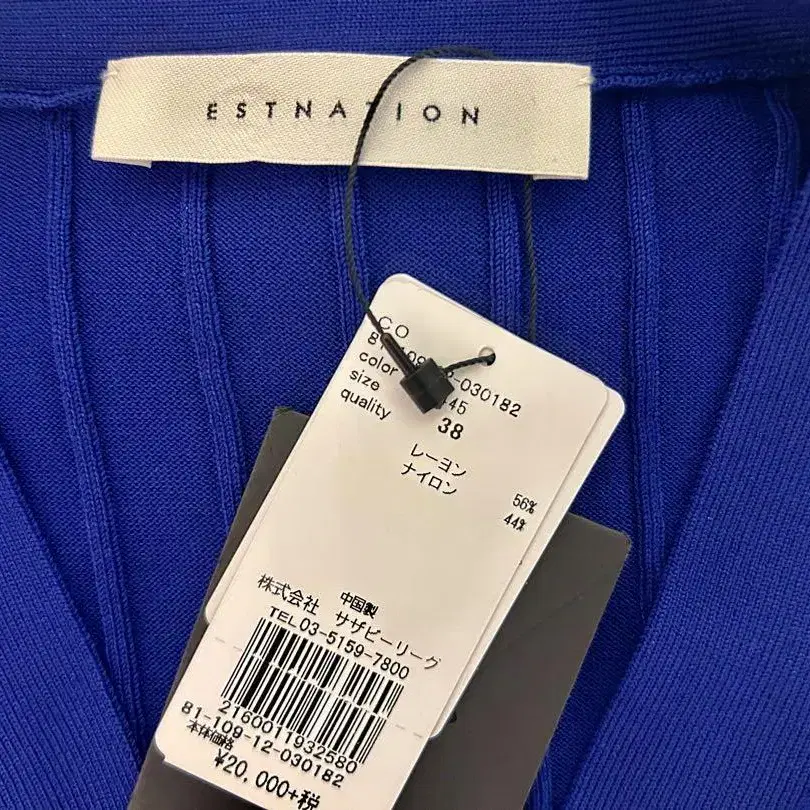 ESTNATION
CO
-030182
color 45
size 38
quality
レーヨン 56%
ナイロン 44%
中国製
株式会社 サザビーリーグ
TEL03-5159-7800
2160011932580
81-109-12-030182
本体価格
¥20,000+税